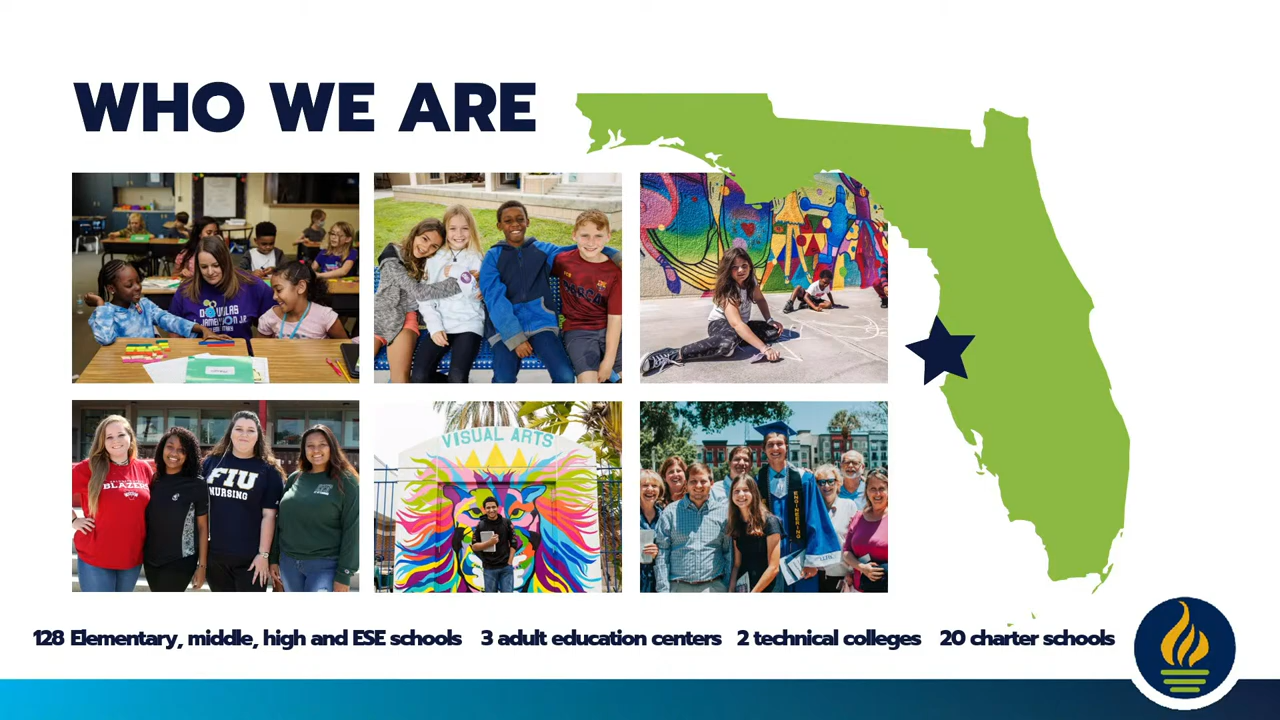 WHO WE ARE
FIU
NURSING
VISUAL ARTS
ENGINEERING
128 Elementary, middle, high and ESE schools 3 adult education centers 2 technical colleges 20 charter schools